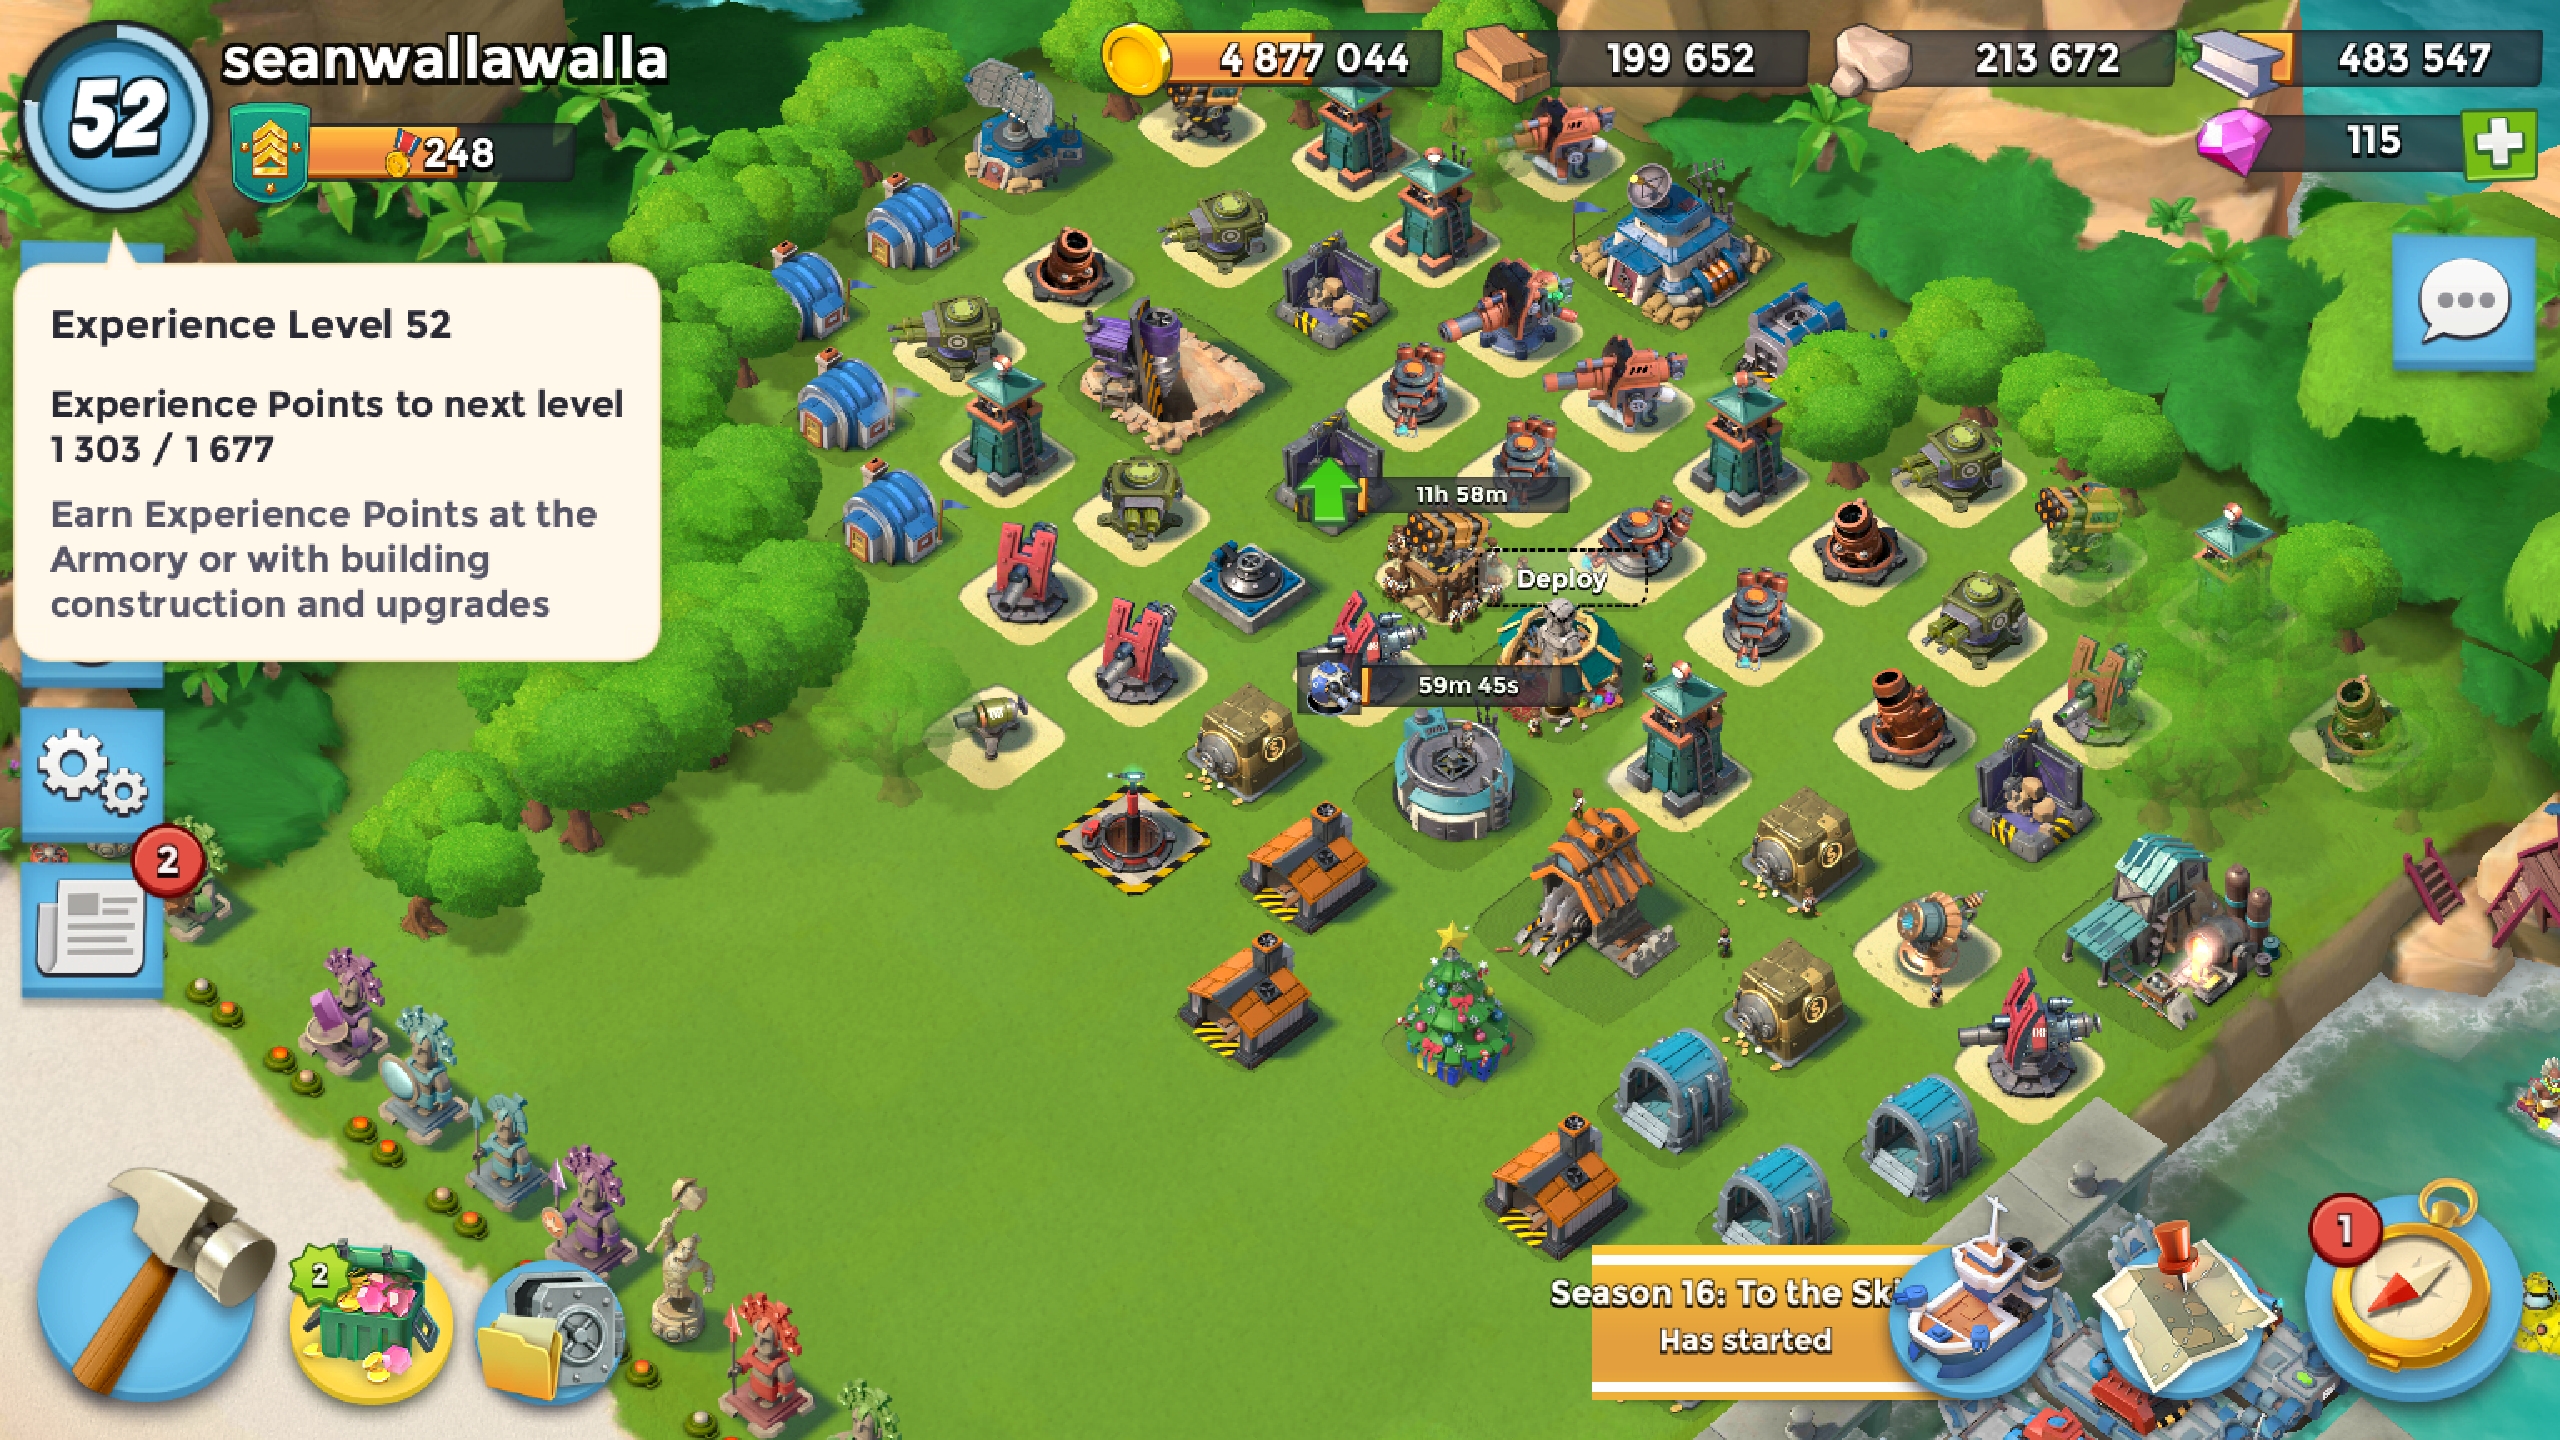 52
seanwallawalla
248
4 877 044
199 652
213 672
483 547
115
Experience Level 52
Experience Points to next level
1 303 / 1 677
Earn Experience Points at the
Armory or with building
construction and upgrades
11h 58m
Deploy
59m 45s
2
2
1
Season 16: To the Ski
Has started